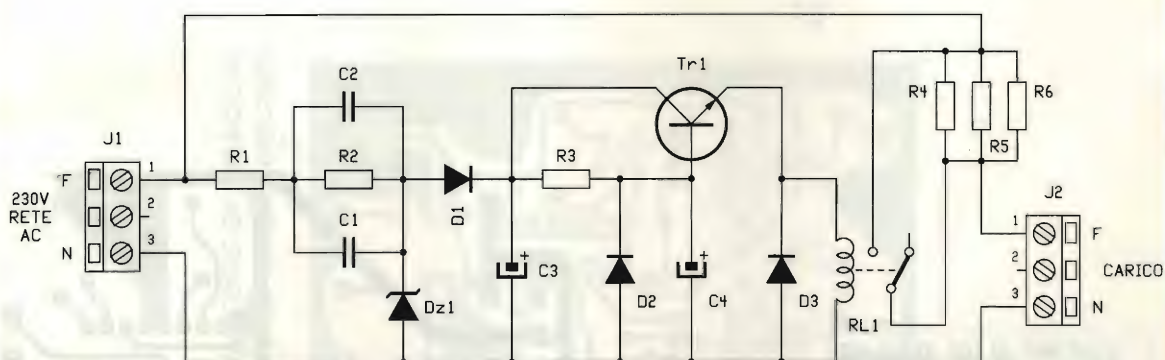 J1
230V
RETE
AC
F
N
1
2
3
R1
C2
R2
C1
Dz1
D1
C3
+
R3
Tr1
D2
C4
+
D3
RL1
R4
R5
R6
J2
1
2
3
F
N
CARICO